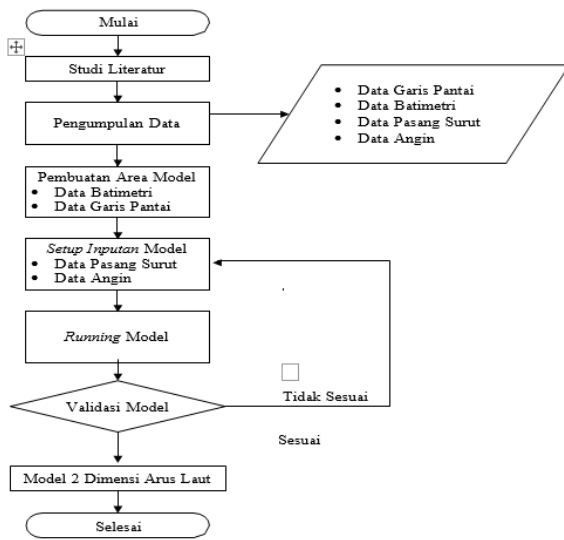 Mulai
Studi Literatur
Pengumpulan Data
• Data Garis Pantai
• Data Batimetri
• Data Pasang Surut
• Data Angin
Pembuatan Area Model
• Data Batimetri
• Data Garis Pantai
Setup Inputan Model
• Data Pasang Surut
• Data Angin
Running Model
Validasi Model
Tidak Sesuai
Sesuai
Model 2 Dimensi Arus Laut
Selesai